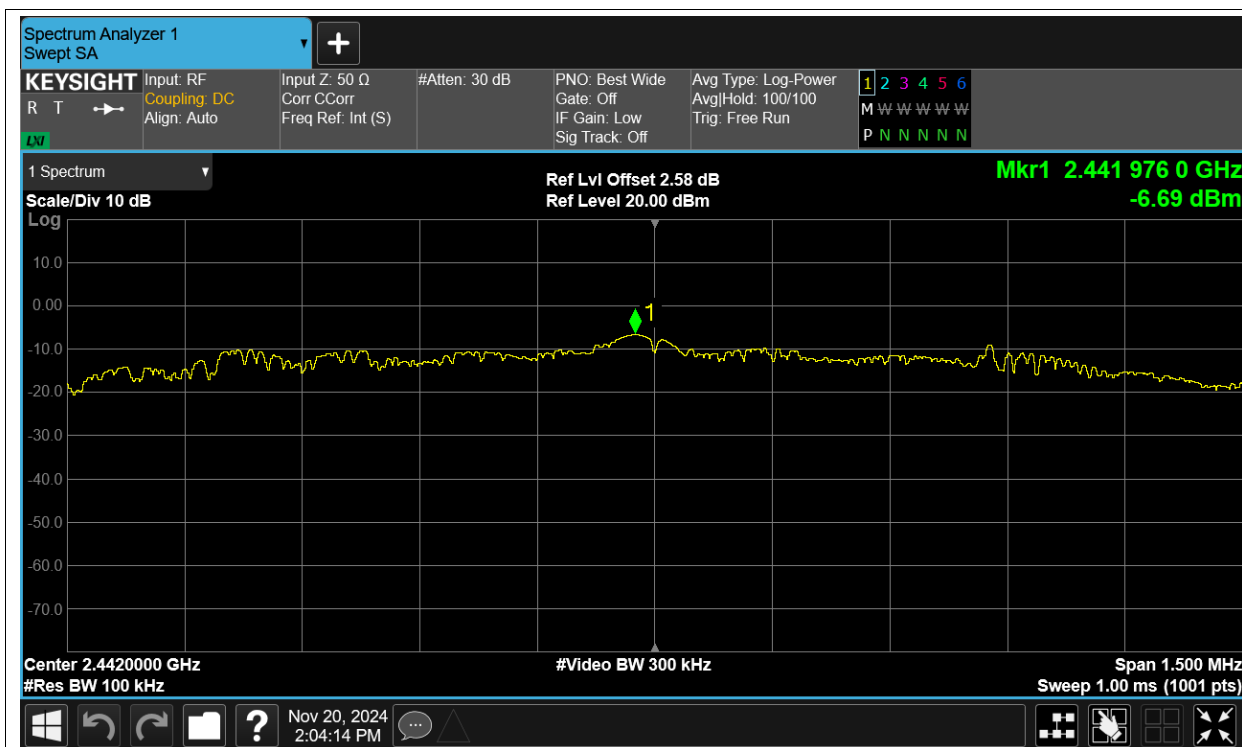 Spectrum Analyzer 1
Swept SA
KEYSIGHT
R T
LXI
Input: RF
Coupling: DC
Align: Auto
Input Z: 50 Ω
Corr CCorr
Freq Ref: Int (S)
#Atten: 30 dB
PNO: Best Wide
Gate: Off
IF Gain: Low
Sig Track: Off
Avg Type: Log-Power
Avg|Hold: 100/100
Trig: Free Run
1 2 3 4 5 6
M W W W W W W
P N N N N N
1 Spectrum
Scale/Div 10 dB
Log
Ref Lvl Offset 2.58 dB
Ref Level 20.00 dBm
Mkr1 2.441 976 0 GHz
-6.69 dBm
10.0
0.00
-10.0
-20.0
-30.0
-40.0
-50.0
-60.0
-70.0
1
Center 2.4420000 GHz
#Res BW 100 kHz
#Video BW 300 kHz
Span 1.500 MHz
Sweep 1.00 ms (1001 pts)
?
Nov 20, 2024
2:04:14 PM